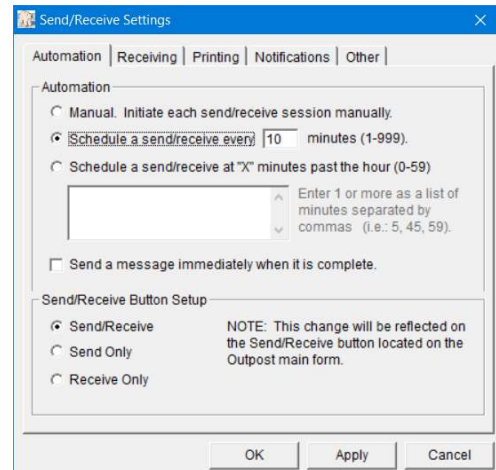 Send/Receive Settings
Automation
Receiving
Printing
Notifications
Other
Automation
Manual. Initiate each send/receive session manually.
Schedule a send/receive every 10 minutes (1-999).
Schedule a send/receive at "X" minutes past the hour (0-59)
Enter 1 or more as a list of
minutes separated by
commas (i.e.: 5, 45, 59).
Send a message immediately when it is complete.
Send/Receive Button Setup
Send/Receive
Send Only
Receive Only
NOTE: This change will be reflected on
the Send/Receive button located on the
Outpost main form.
OK
Apply
Cancel